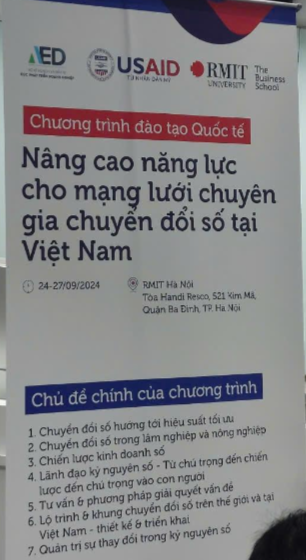 AED
USAID
TỪ NHÂN DÂN MỸ
RMIT
UNIVERSITY
The
Business
School
Chương trình đào tạo Quốc tế
Nâng cao năng lực
cho mạng lưới chuyên
gia chuyển đổi số tại
Việt Nam
24-27/09/2024
RMIT Hà Nội
Tòa Handi Resco, 521 Kim Mã,
Quận Ba Đình, TP. Hà Nội
Chủ đề chính của chương trình
1. Chuyển đổi số hướng tới hiệu suất tối ưu
2. Chuyển đổi số trong lâm nghiệp và nông nghiệp
3. Chiến lược kinh doanh số
4. Lãnh đạo kỷ nguyên số - Từ chú trọng đến chiến
lược đến chú trọng vào con người
5. Tư vấn & phương pháp giải quyết vấn đề
6. Lộ trình & khung chuyển đổi số trên thế giới và tại
Việt Nam - thiết kế & triển khai
7. Quản trị sự thay đổi trong kỷ nguyên số